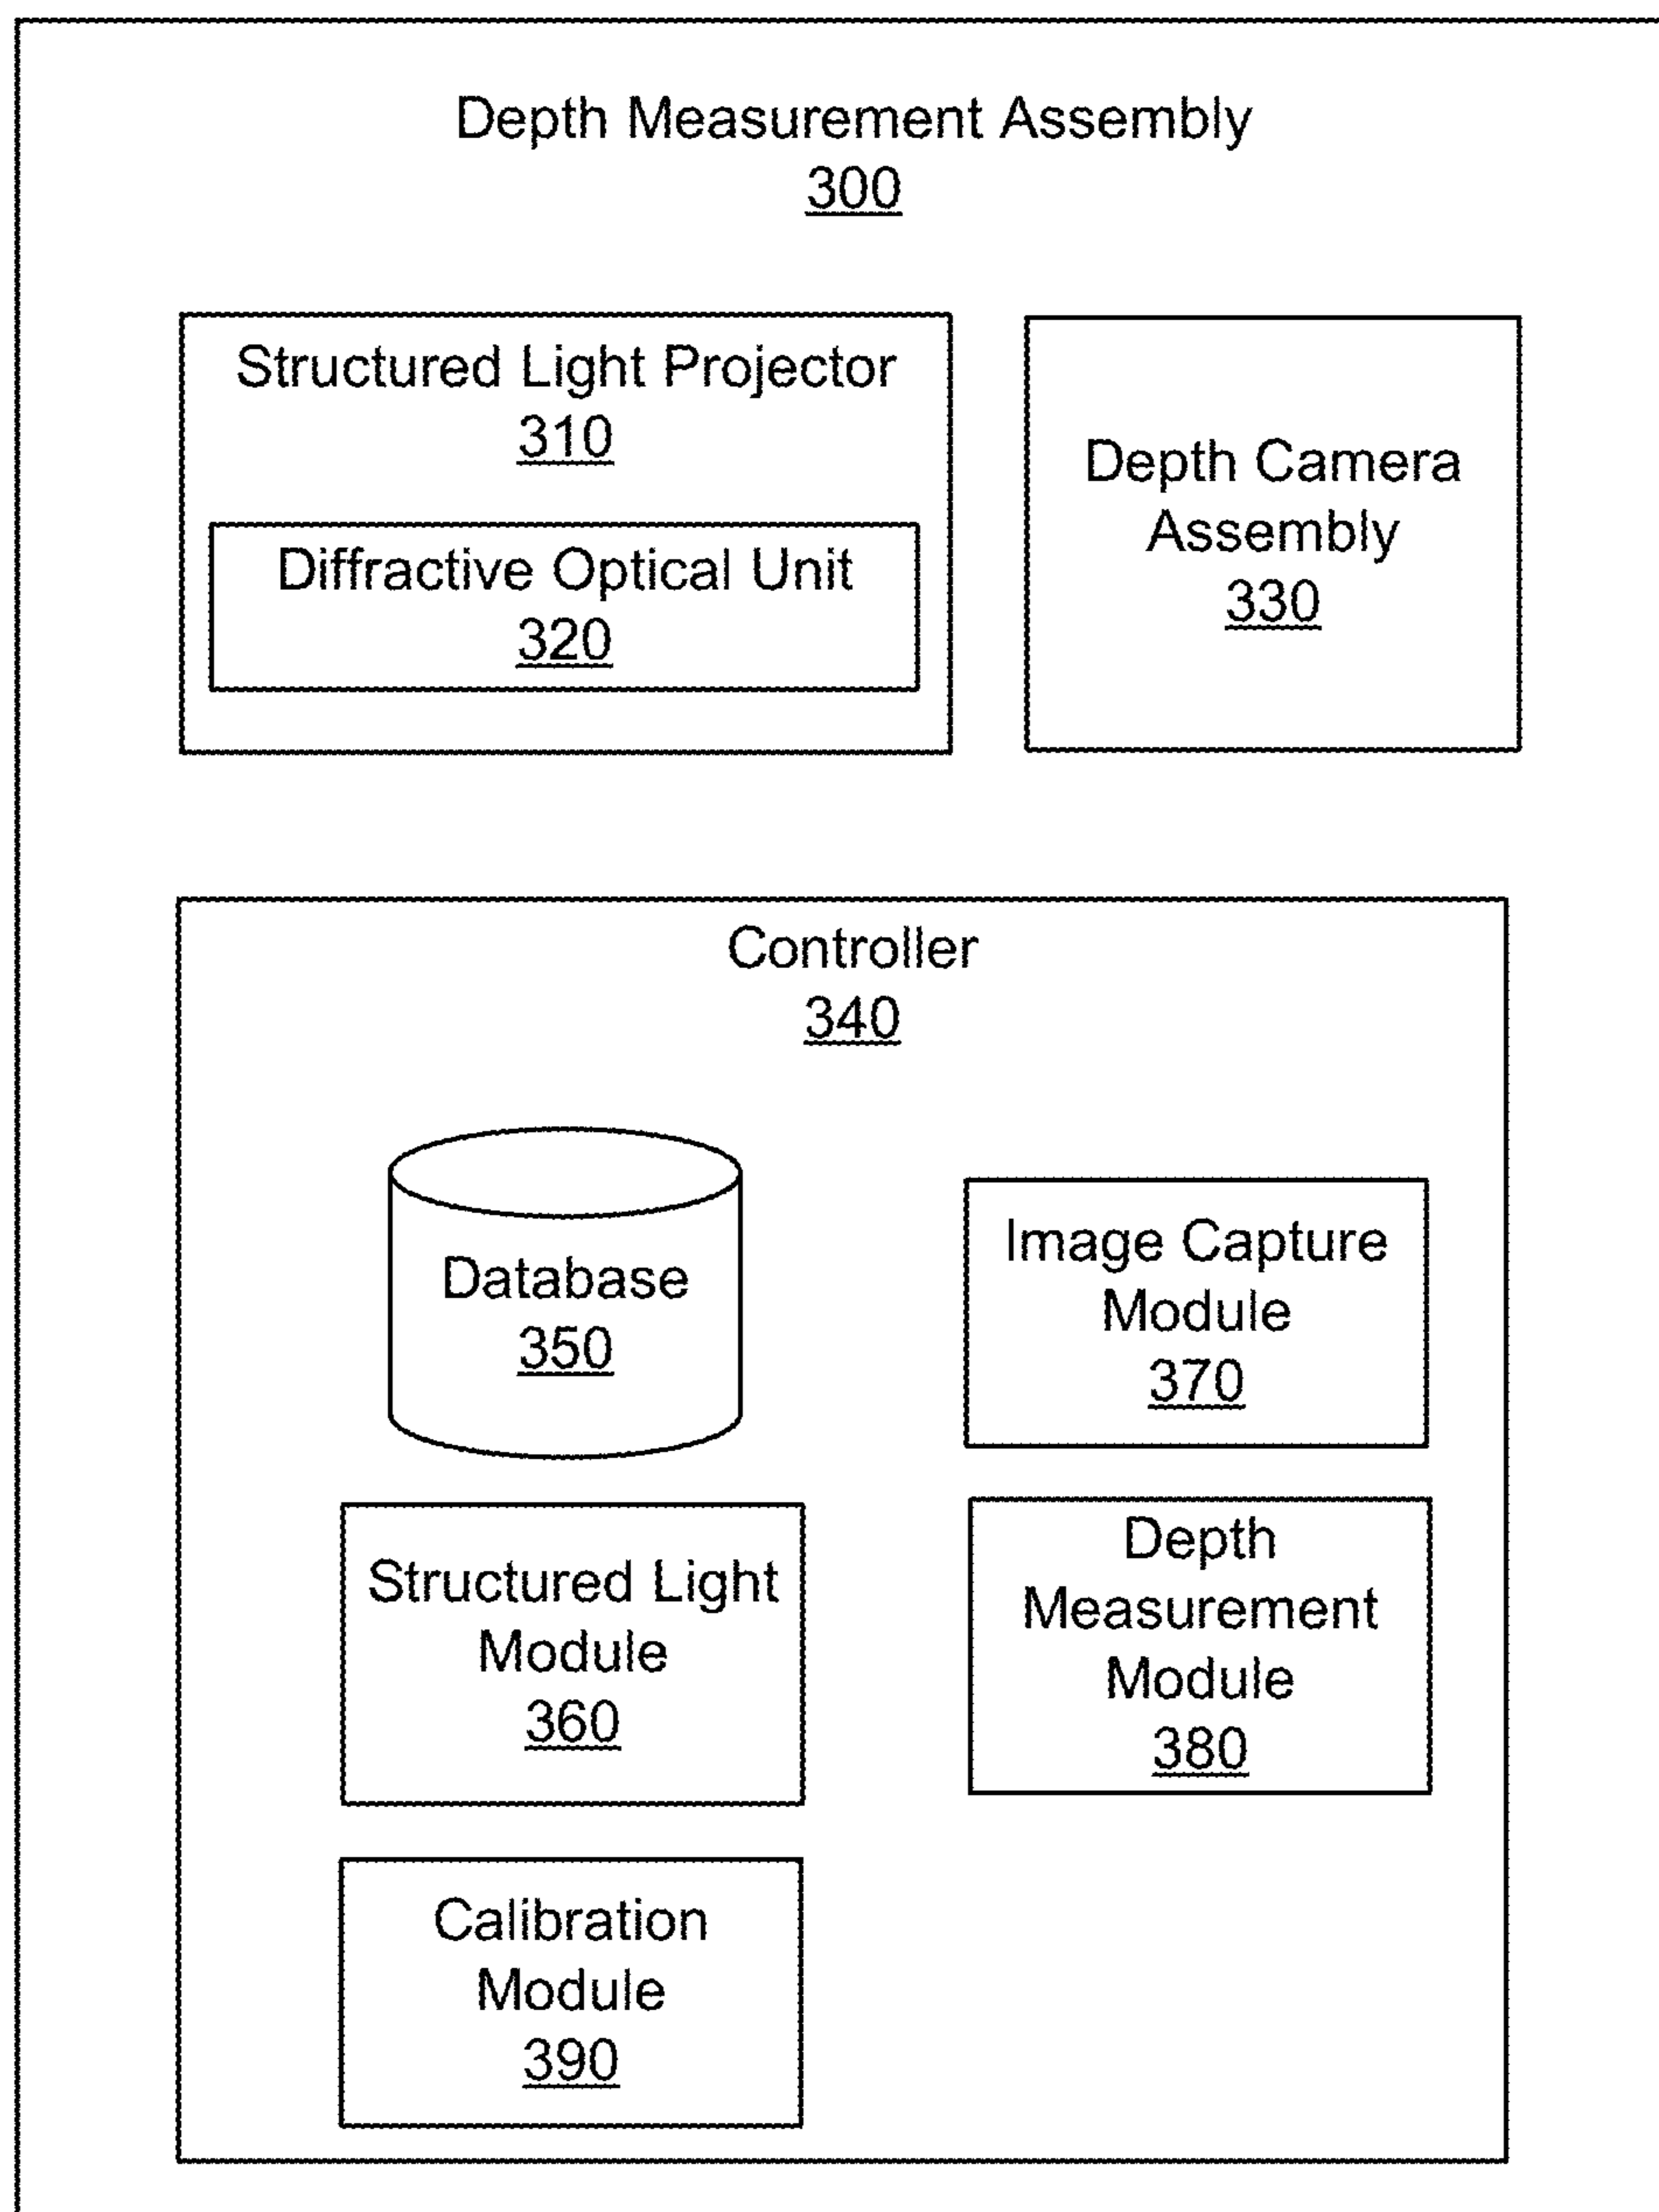 Depth Measurement Assembly
300
Structured Light Projector
310
Diffractive Optical Unit
320
Depth Camera
Assembly
330
Controller
340
Database
350
Image Capture
Module
370
Structured Light
Module
360
Depth
Measurement
Module
380
Calibration
Module
390